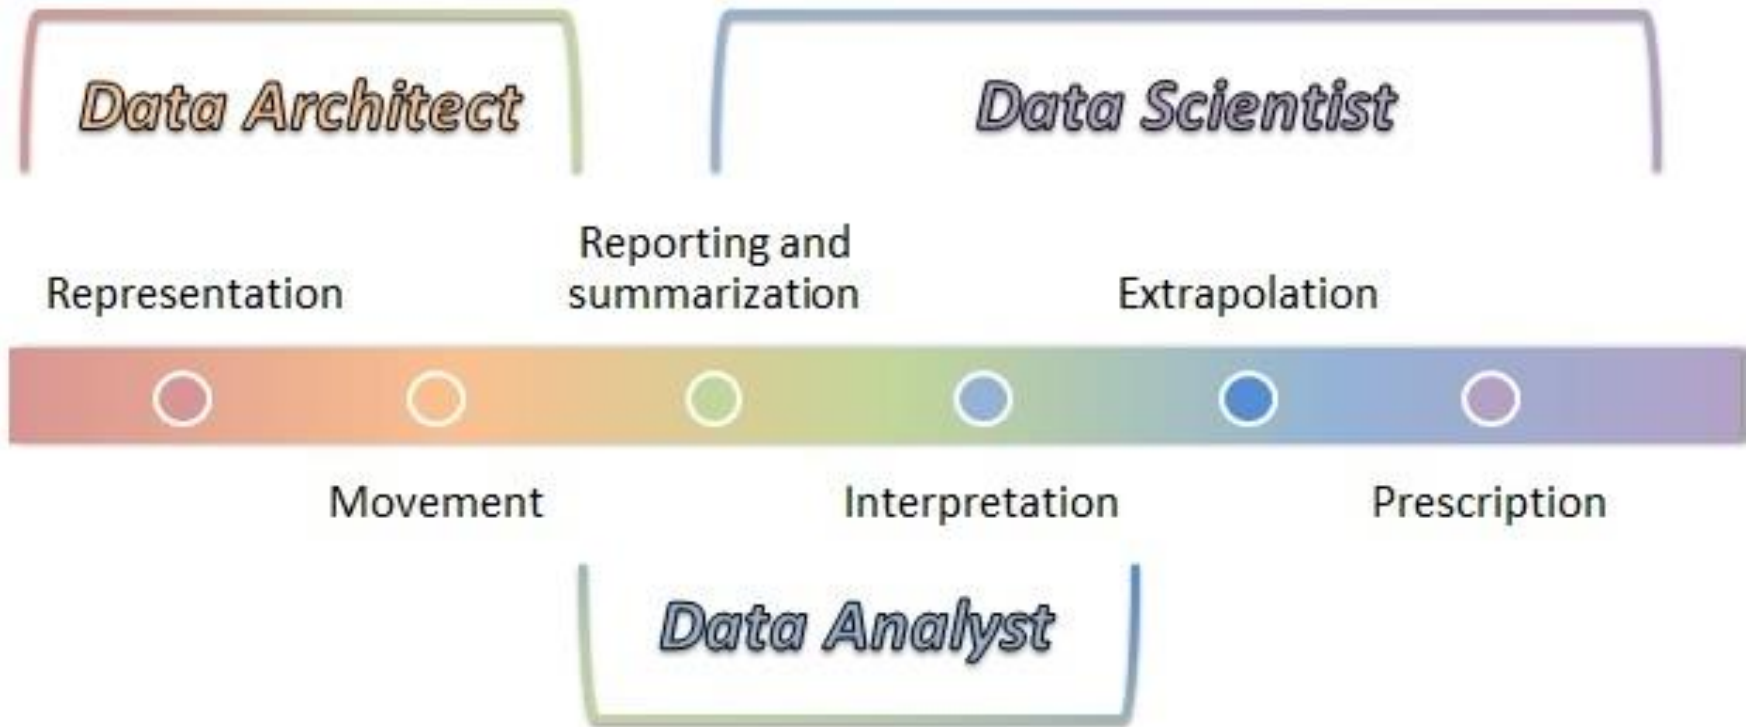 Data Architect
Data Scientist
Reporting and
summarization
Representation
Extrapolation
Movement
Interpretation
Prescription
Data Analyst